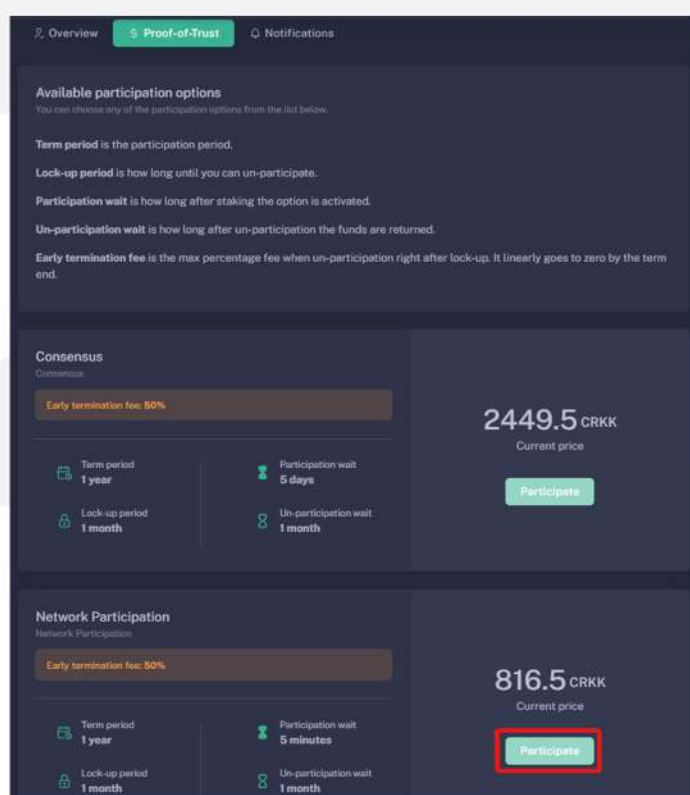 Overview
$ Proof-of-Trust
Notifications
Available participation options
You can choose any of the participation options from the list below.
Term period is the participation period.
Lock-up period is how long until you can un-participate.
Participation wait is how long after staking the option is activated.
Un-participation wait is how long after un-participation the funds are returned.
Early termination fee is the max percentage fee when un-participation right after lock-up. It linearly goes to zero by the term
end.
Consensus
Consensus
Early termination fee: 50%
Term period
1 year
Participation wait
5 days
Lock-up period
1 month
Un-participation wait
1 month
2449.5 CRKK
Current price
Participate
Network Participation
Network Participation
Early termination fee: 50%
Term period
1 year
Participation wait
5 minutes
Lock-up period
1 month
Un-participation wait
1 month
816.5 CRKK
Current price
Participate